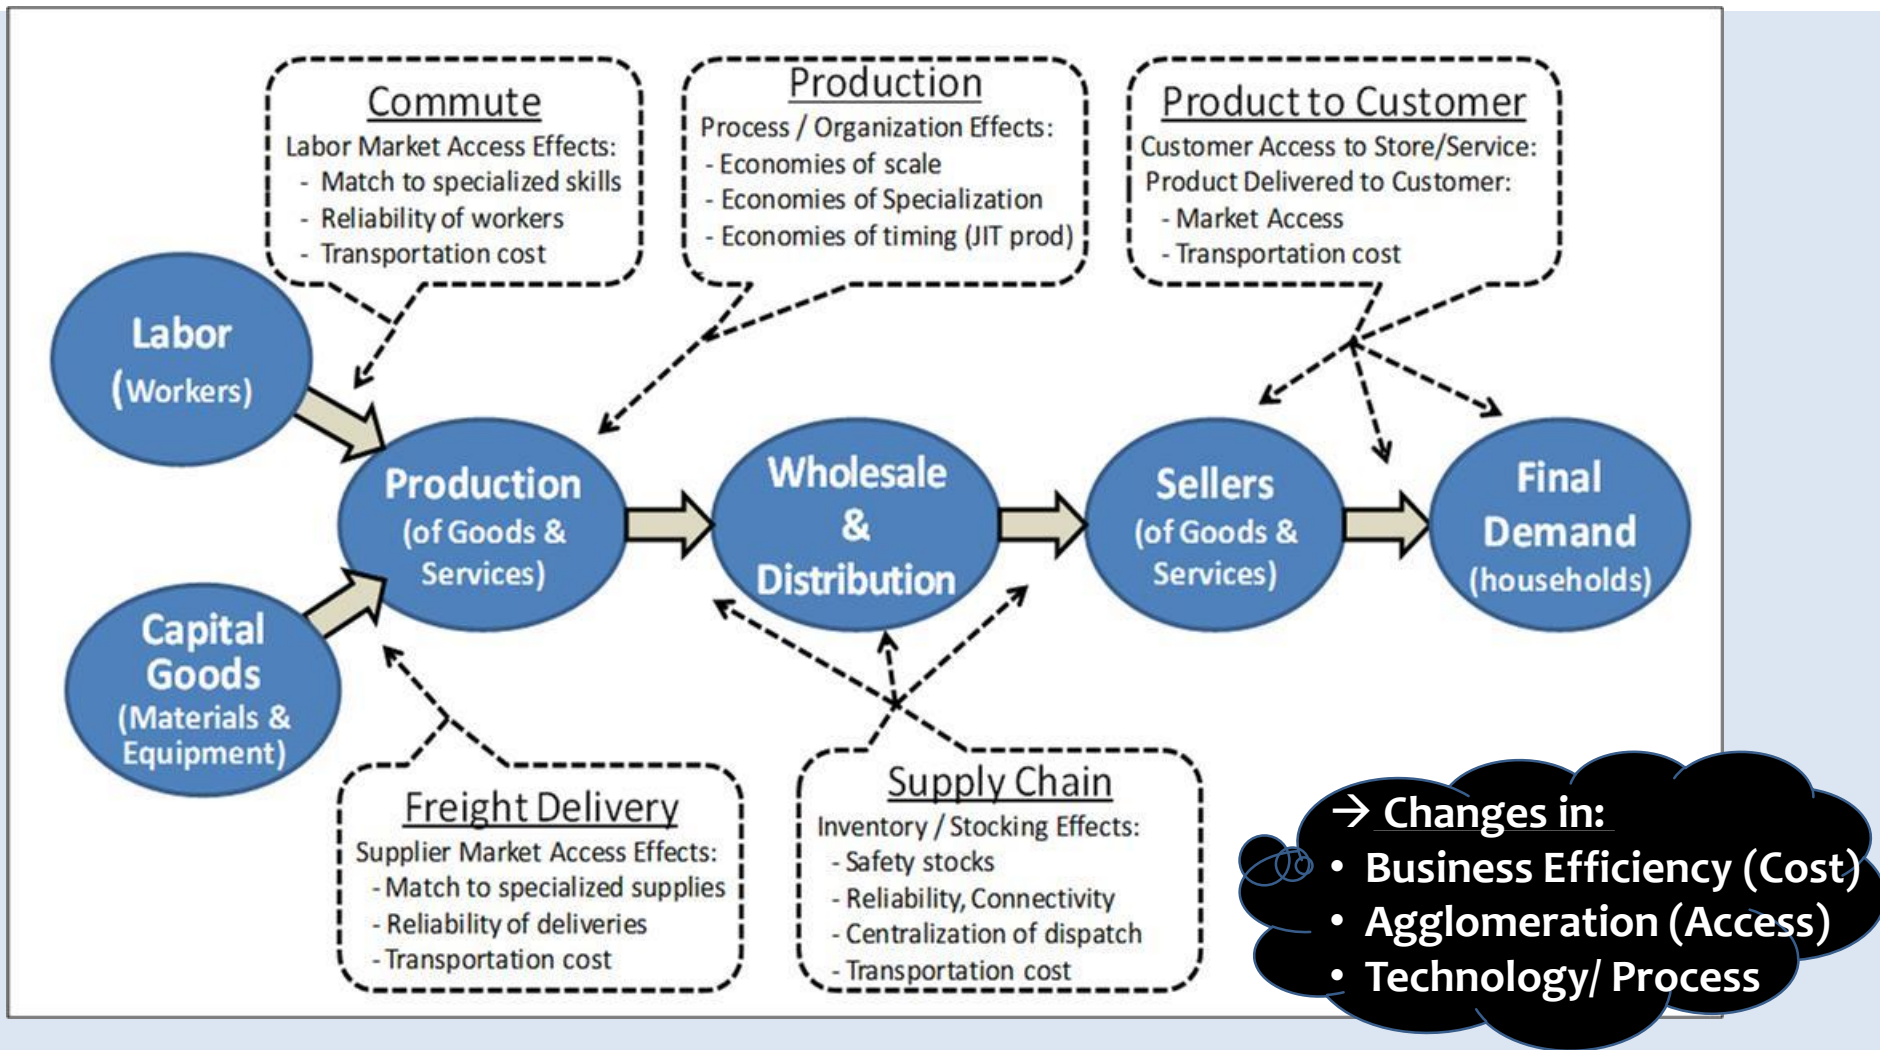 Commute
Labor Market Access Effects:
- Match to specialized skills
- Reliability of workers
- Transportation cost
Production
Process / Organization Effects:
- Economies of scale
- Economies of Specialization
- Economies of timing (JIT prod)
Product to Customer
Customer Access to Store/Service:
Product Delivered to Customer:
- Market Access
- Transportation cost
Labor
(Workers)
Capital
Goods
(Materials &
Equipment)
Production
(of Goods &
Services)
Wholesale
&
Distribution
Sellers
(of Goods &
Services)
Final
Demand
(households)
Freight Delivery
Supplier Market Access Effects:
- Match to specialized supplies
- Reliability of deliveries
- Transportation cost
Supply Chain
Inventory / Stocking Effects:
- Safety stocks
- Reliability, Connectivity
- Centralization of dispatch
- Transportation cost
→ Changes in:
• Business Efficiency (Cost)
• Agglomeration (Access)
• Technology/ Process